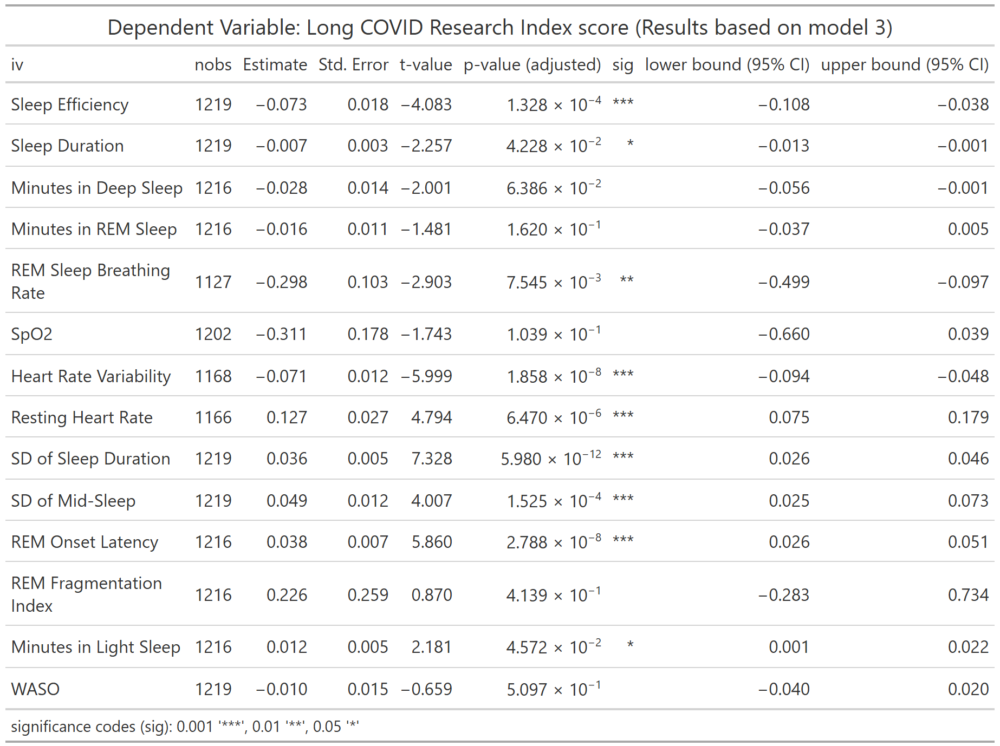 Dependent Variable: Long COVID Research Index score (Results based on model 3)
iv nobs Estimate Std. Error t-value p-value (adjusted) sig lower bound (95% CI) upper bound (95% CI)
Sleep Efficiency 1219 −0.073 0.018 −4.083 1.328 × 10⁻⁴ *** −0.108 −0.038
Sleep Duration 1219 −0.007 0.003 −2.257 4.228 × 10⁻² * −0.013 −0.001
Minutes in Deep Sleep 1216 −0.028 0.014 −2.001 6.386 × 10⁻² −0.056 −0.001
Minutes in REM Sleep 1216 −0.016 0.011 −1.481 1.620 × 10⁻¹ −0.037 0.005
REM Sleep Breathing
Rate 1127 −0.298 0.103 −2.903 7.545 × 10⁻³ ** −0.499 −0.097
SpO2 1202 −0.311 0.178 −1.743 1.039 × 10⁻¹ −0.660 0.039
Heart Rate Variability 1168 −0.071 0.012 −5.999 1.858 × 10⁻⁸ *** −0.094 −0.048
Resting Heart Rate 1166 0.127 0.027 4.794 6.470 × 10⁻⁶ *** 0.075 0.179
SD of Sleep Duration 1219 0.036 0.005 7.328 5.980 × 10⁻¹² *** 0.026 0.046
SD of Mid-Sleep 1219 0.049 0.012 4.007 1.525 × 10⁻⁴ *** 0.025 0.073
REM Onset Latency 1216 0.038 0.007 5.860 2.788 × 10⁻⁸ *** 0.026 0.051
REM Fragmentation
Index 1216 0.226 0.259 0.870 4.139 × 10⁻¹ −0.283 0.734
Minutes in Light Sleep 1216 0.012 0.005 2.181 4.572 × 10⁻² * 0.001 0.022
WASO 1219 −0.010 0.015 −0.659 5.097 × 10⁻¹ −0.040 0.020
significance codes (sig): 0.001 '***', 0.01 '**', 0.05 '*'